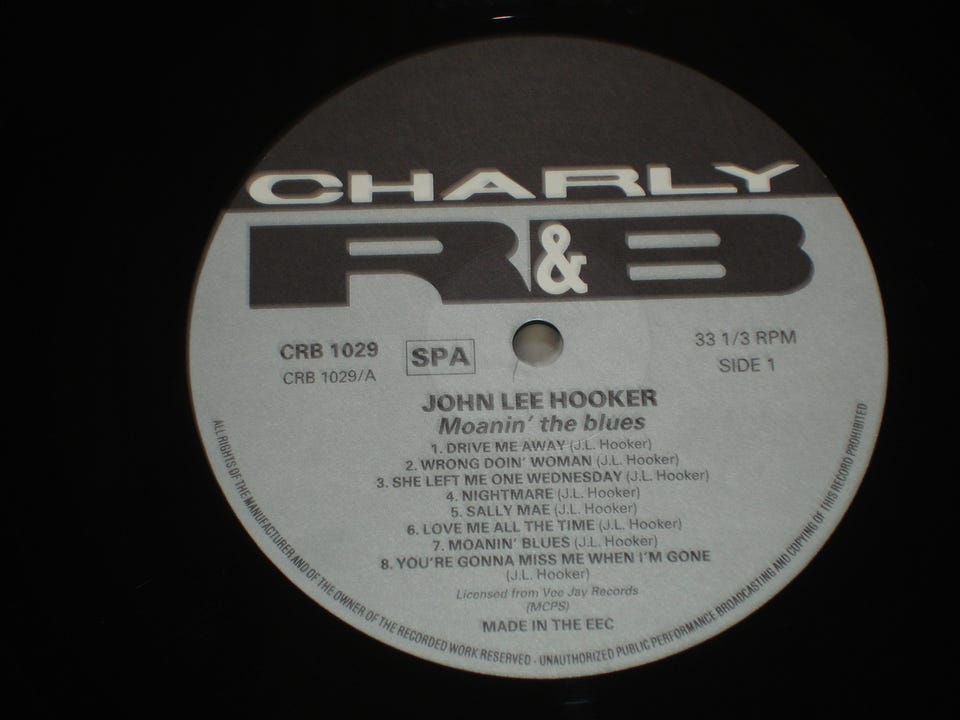 CHARLY
R&B
CRB 1029
CRB 1029/A
SPA
33 1/3 RPM
SIDE 1
JOHN LEE HOOKER
Moanin' the blues
1. DRIVE ME AWAY (J.L. Hooker)
2. WRONG DOIN' WOMAN (J.L. Hooker)
3. SHE LEFT ME ONE WEDNESDAY (J.L. Hooker)
4. NIGHTMARE (J.L. Hooker)
5. SALLY MAE (J.L. Hooker)
6. LOVE ME ALL THE TIME (J.L. Hooker)
7. MOANIN' BLUES (J.L. Hooker)
8. YOU'RE GONNA MISS ME WHEN I'M GONE
(J.L. Hooker)
Licensed from Vee Jay Records
(MCPS)
MADE IN THE EEC
ALL RIGHTS OF THE MANUFACTURER AND OF THE OWNER OF THE RECORDED WORK RESERVED - UNAUTHORIZED PUBLIC PERFORMANCE BROADCASTING AND COPYING OF THIS RECORD PROHIBITED